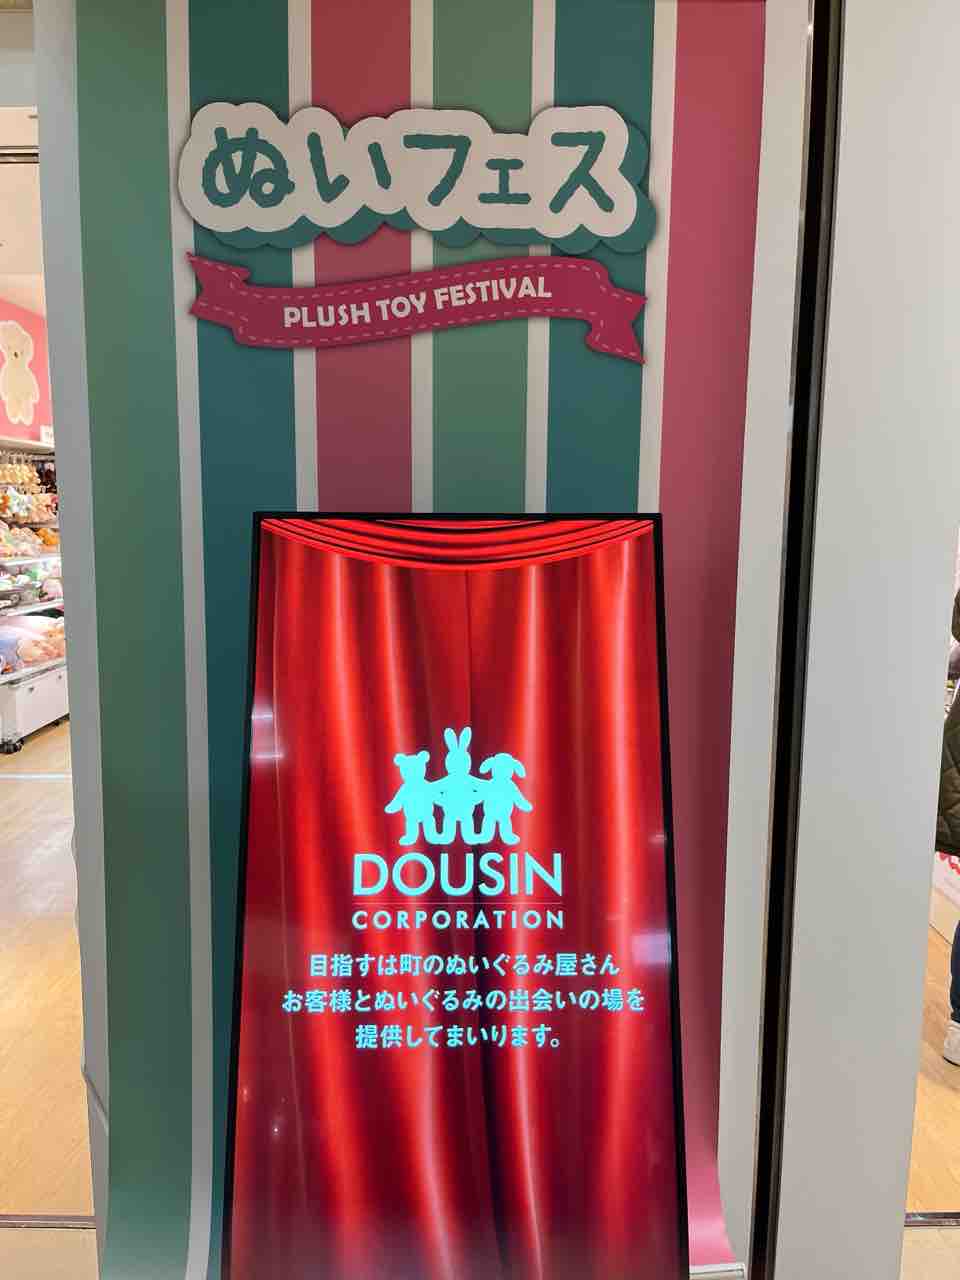 ぬいフェス
PLUSH TOY FESTIVAL
DOUSIN
CORPORATION
目指すは町のぬいぐるみ屋さん
お客様とぬいぐるみの出会いの場を
提供してまいります。